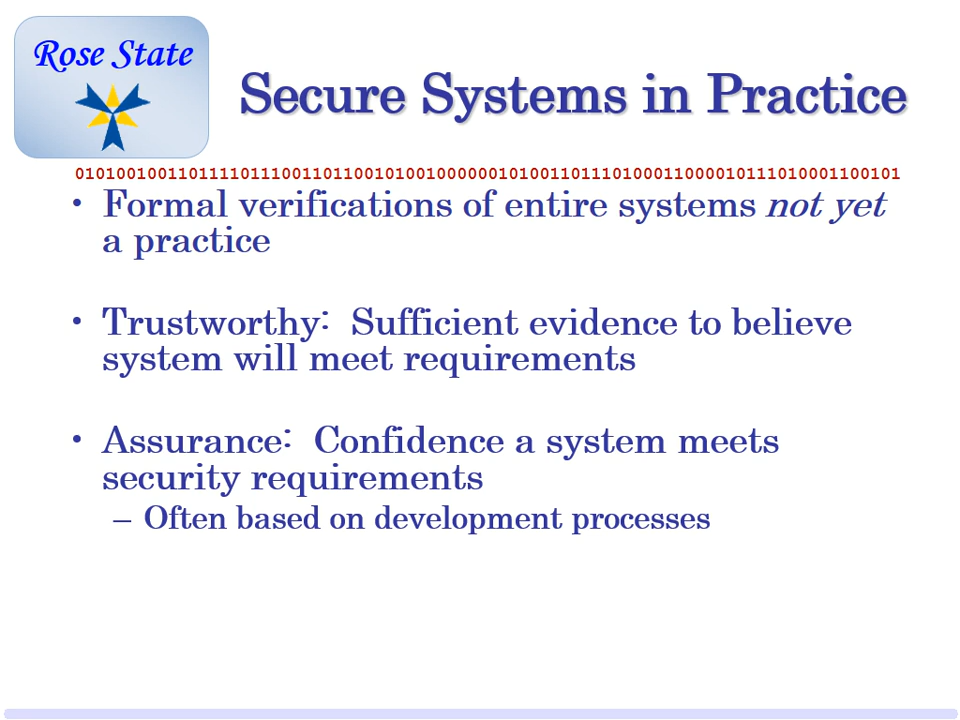 Rose State
Secure Systems in Practice
01010010011011110111001101100101001000000101001101110100011000010111010001100101
• Formal verifications of entire systems not yet
a practice
• Trustworthy: Sufficient evidence to believe
system will meet requirements
• Assurance: Confidence a system meets
security requirements
– Often based on development processes